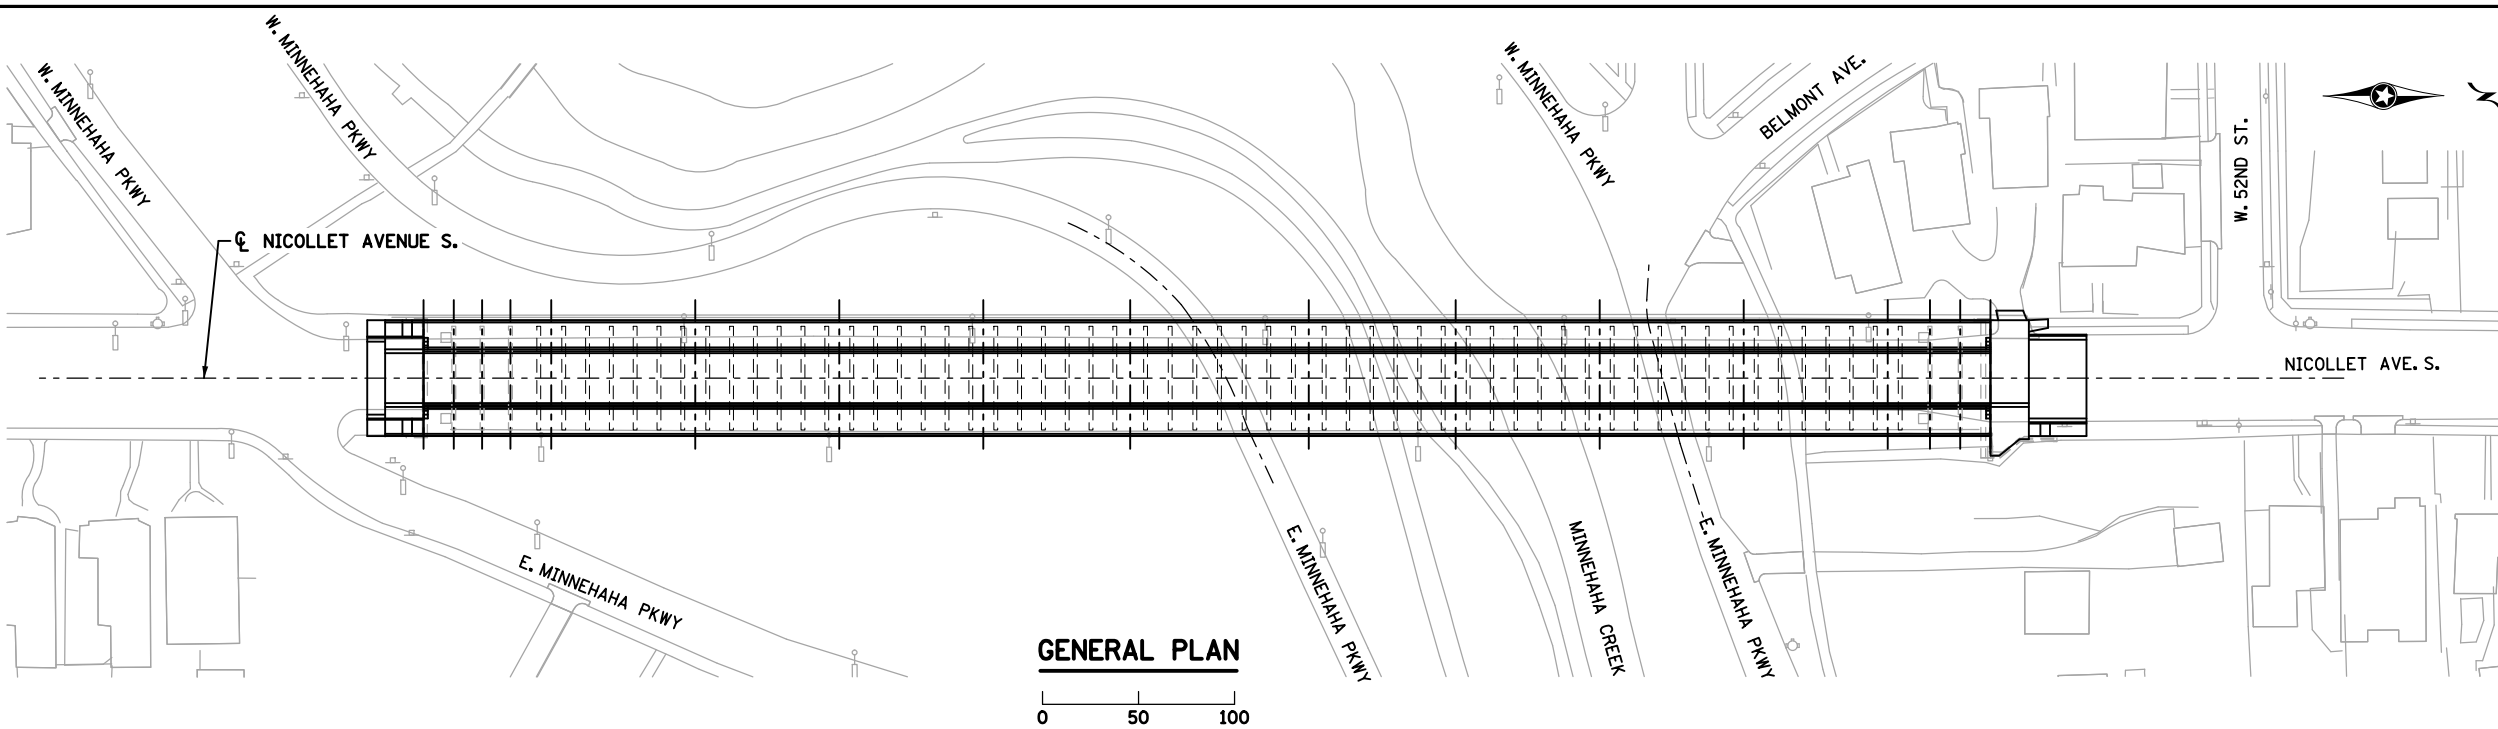 W. MINNEHAHA PKWY
W. MINNEHAHA PKWY
W. MINNEHAHA PKWY
BELMONT AVE.
W. 52ND ST.
℄ NICOLLET AVENUE S.
NICOLLET AVE. S.
E. MINNEHAHA PKWY
E. MINNEHAHA PKWY
MINNEHAHA CREEK
E. MINNEHAHA PKWY
GENERAL PLAN
0 50 100